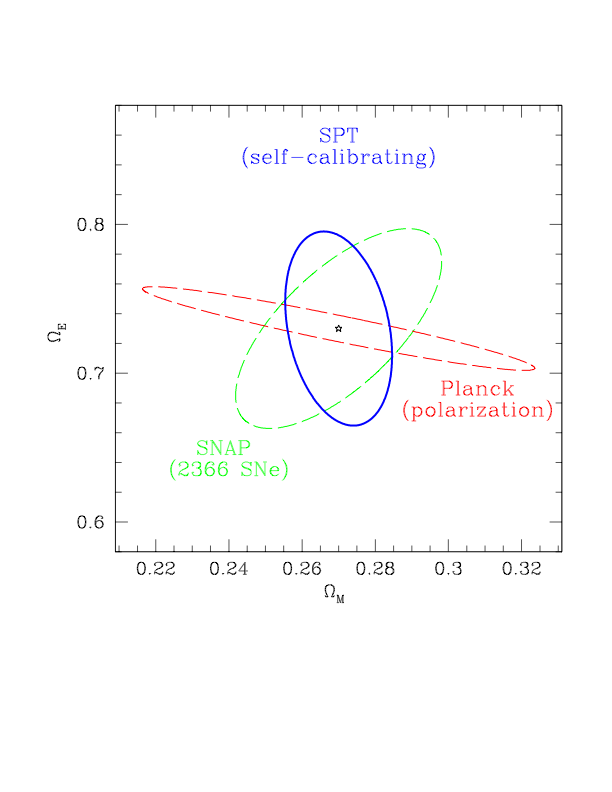 SPT
(self-calibrating)
0.8
Ω_E
0.7
Planck
(polarization)
SNAP
(2366 SNe)
0.6
0.22 0.24 0.26 0.28 0.3 0.32
Ω_M